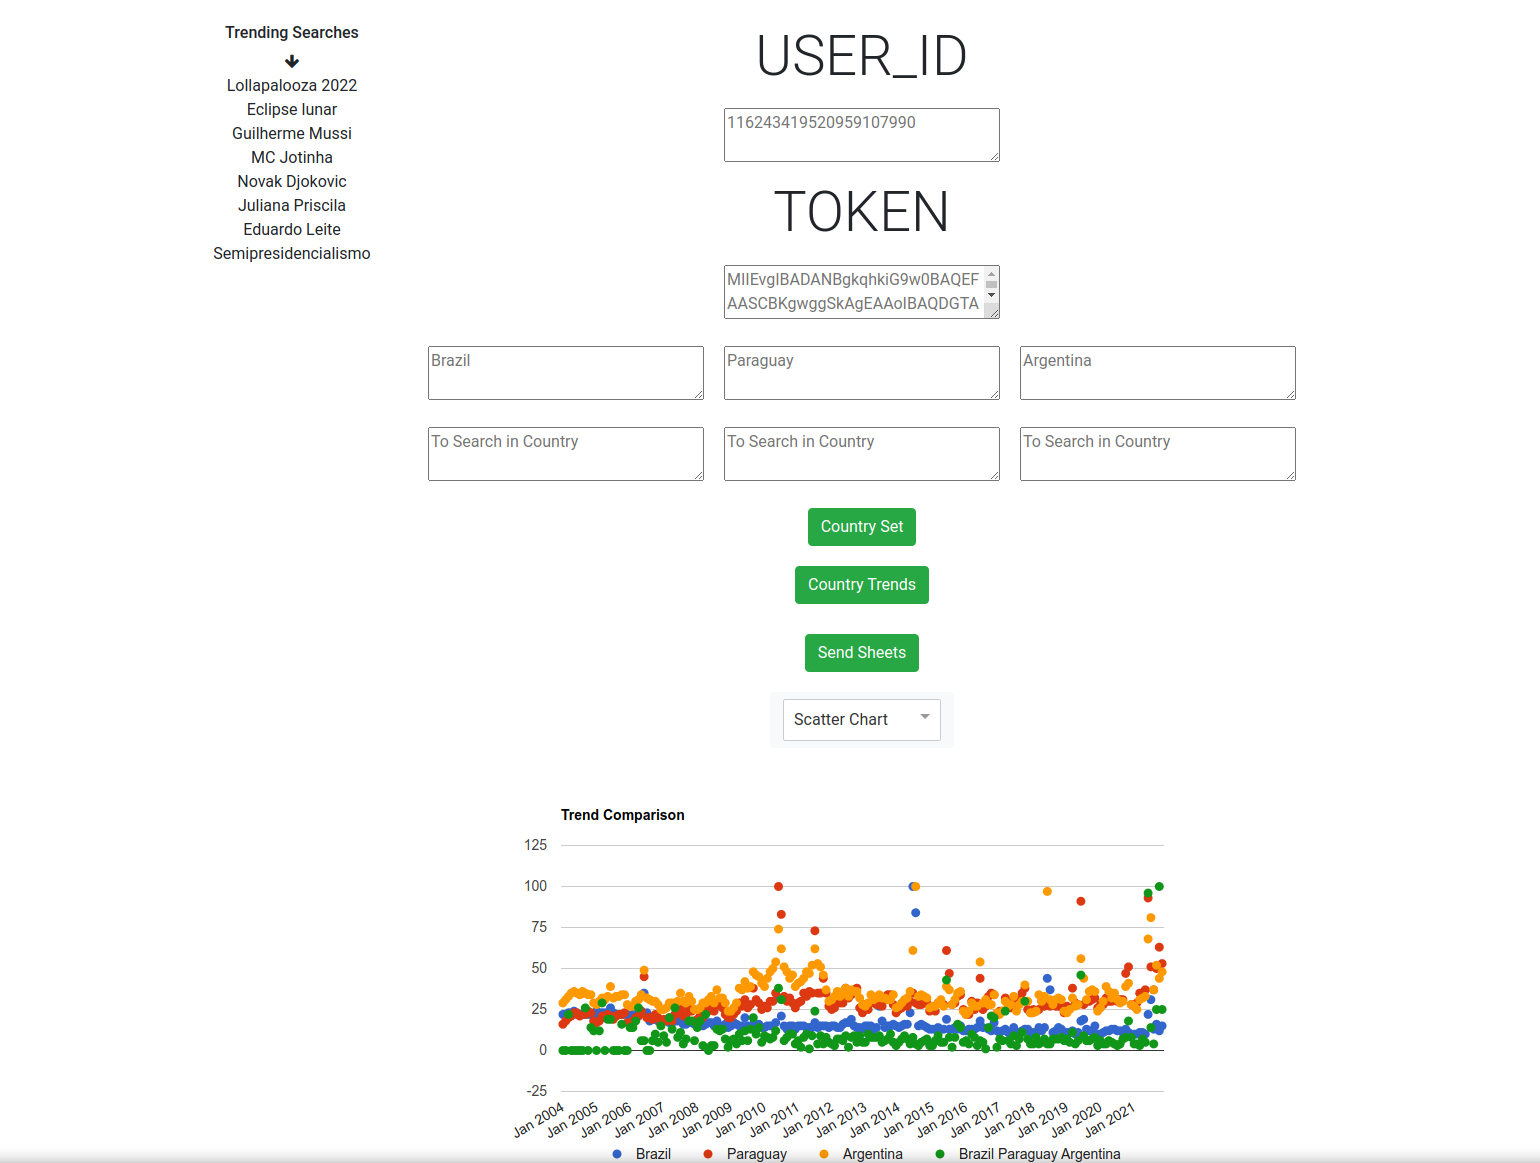 Trending Searches
Lollapalooza 2022
Eclipse lunar
Guilherme Mussi
MC Jotinha
Novak Djokovic
Juliana Priscila
Eduardo Leite
Semipresidencialismo
USER_ID
116243419520959107990
TOKEN
MIIEvgIBADANBgkqhkiG9w0BAQEF
AASCBKgwggSkAgEAAoIBAQDGTA
Brazil Paraguay Argentina
To Search in Country To Search in Country To Search in Country
Country Set
Country Trends
Send Sheets
Scatter Chart
Trend Comparison
125
100
75
50
25
0
-25
Jan 2004 Jan 2005 Jan 2006 Jan 2007 Jan 2008 Jan 2009 Jan 2010 Jan 2011 Jan 2012 Jan 2013 Jan 2014 Jan 2015 Jan 2016 Jan 2017 Jan 2018 Jan 2019 Jan 2020 Jan 2021
Brazil Paraguay Argentina Brazil Paraguay Argentina